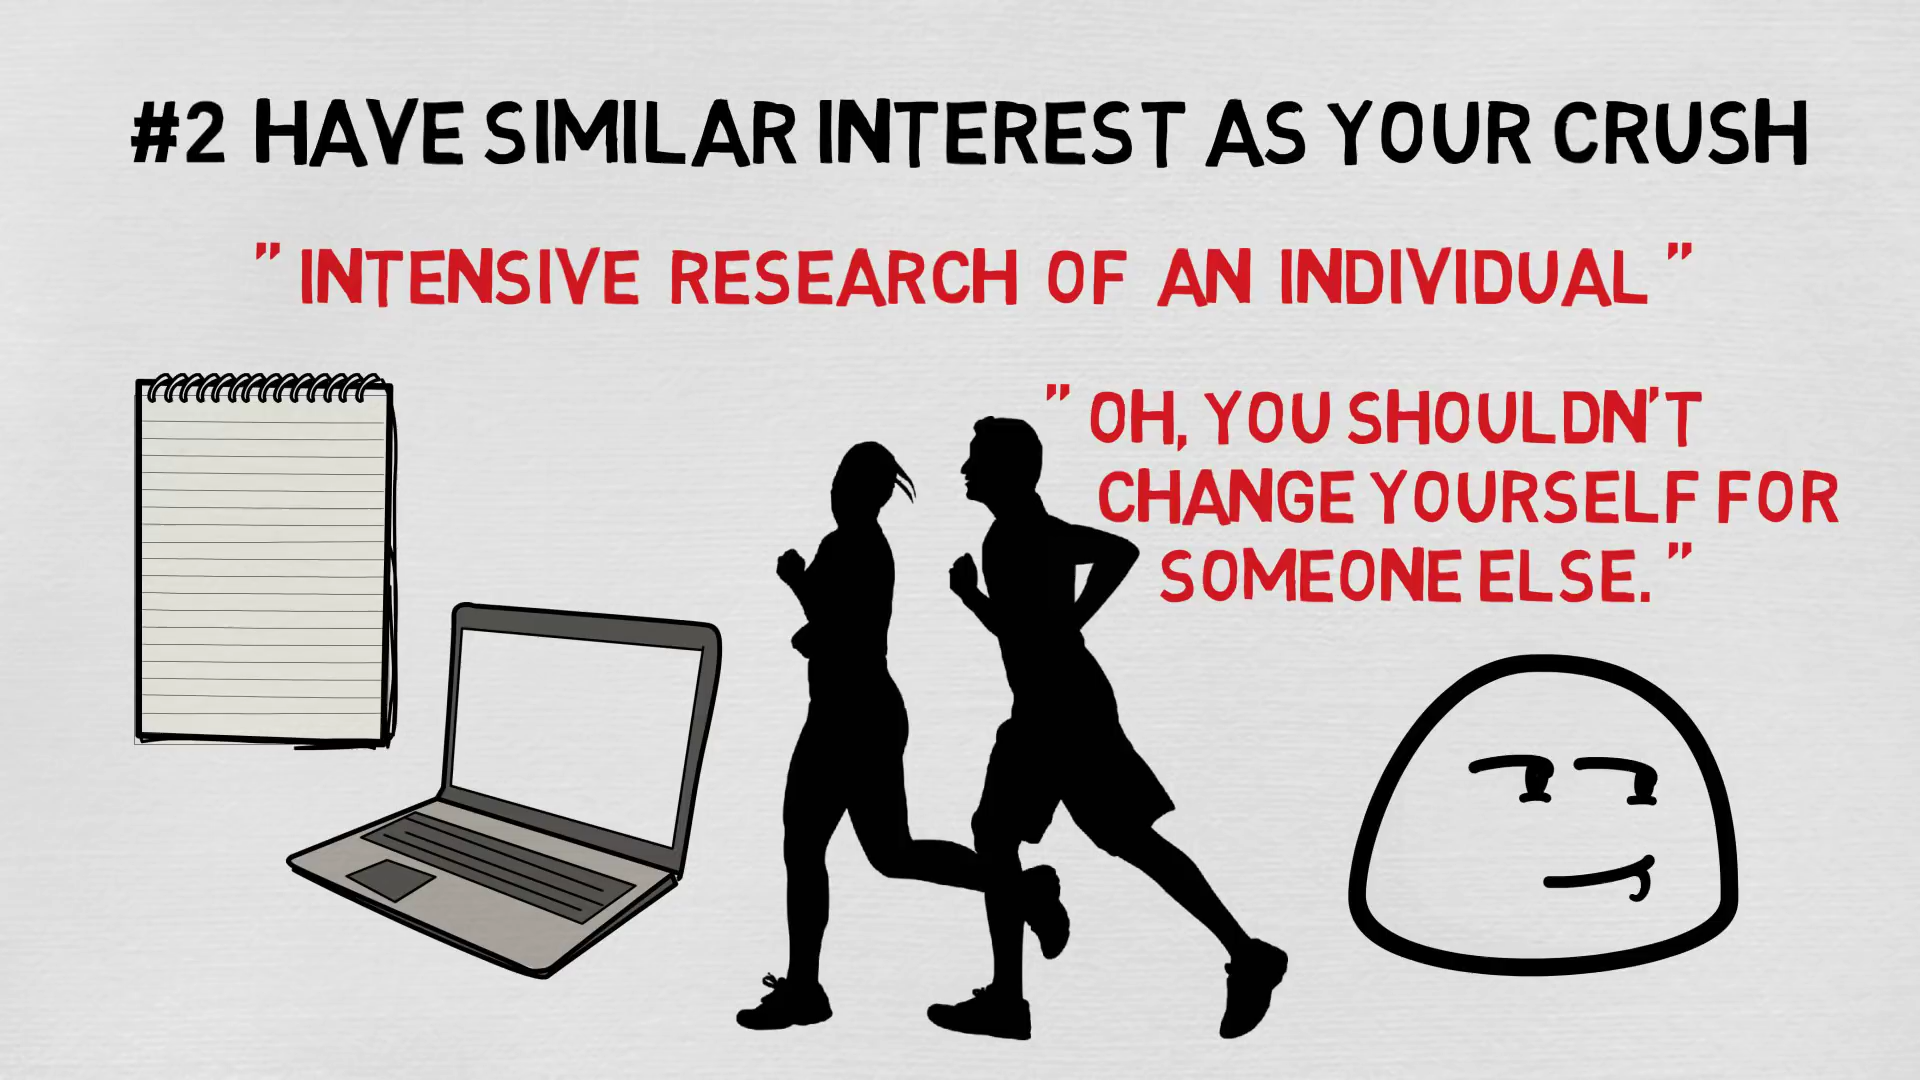 #2 HAVE SIMILAR INTEREST AS YOUR CRUSH
" INTENSIVE RESEARCH OF AN INDIVIDUAL "
" OH, YOU SHOULDN'T
CHANGE YOURSELF FOR
SOMEONE ELSE. "